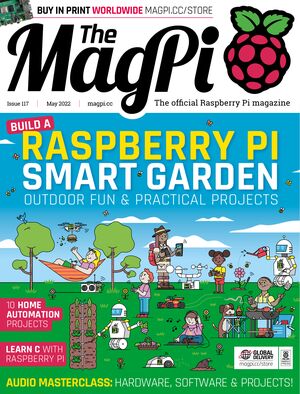 BUY IN PRINT WORLDWIDE MAGPI.CC/STORE
The
MagPi
Issue 117 | May 2022 | magpi.cc
The official Raspberry Pi magazine
BUILD A
RASPBERRY PI
SMART GARDEN
OUTDOOR FUN & PRACTICAL PROJECTS
10 HOME
AUTOMATION
PROJECTS
LEARN C WITH
RASPBERRY PI
GLOBAL
DELIVERY
magpi.cc/store
AUDIO MASTERCLASS: HARDWARE, SOFTWARE & PROJECTS!